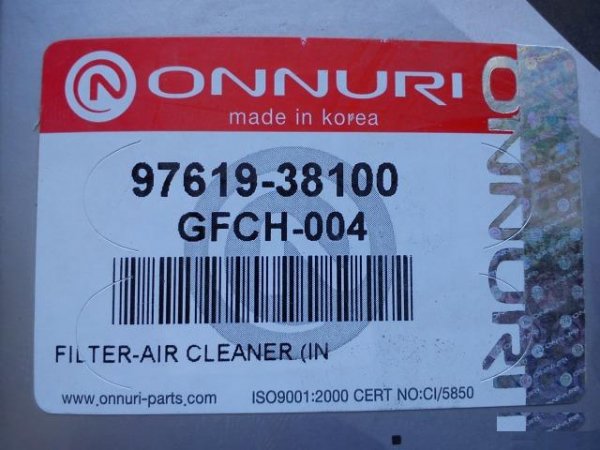 ONNURI
made in korea
97619-38100
GFCH-004
FILTER-AIR CLEANER (IN
www.onnuri-parts.com
ISO9001:2000 CERT NO:CI/5850
ONNURI